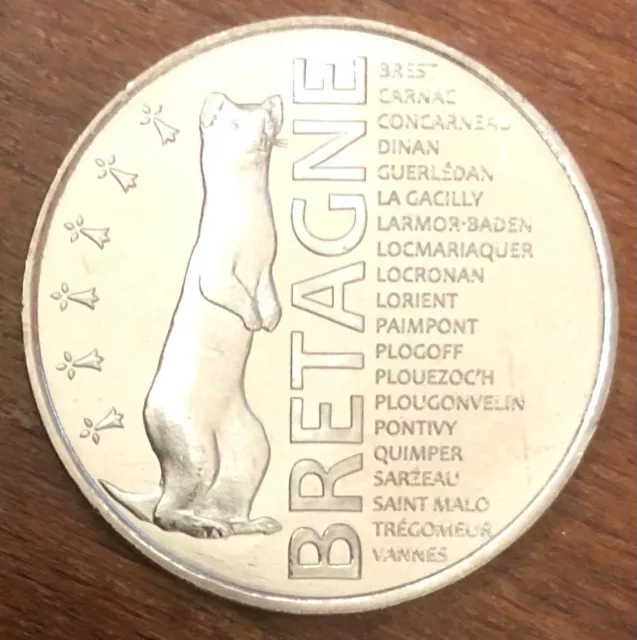 BRETAGNE
BREST
CARNAC
CONCARNEAU
DINAN
GUERLÉDAN
LA GACILLY
LARMOR-BADEN
LOCMARIAQUER
LOCRONAN
LORIENT
PAIMPONT
PLOGOFF
PLOUEZOC'H
PLOUGONVELIN
PONTIVY
QUIMPER
SARZEAU
SAINT MALO
TRÉGOMEUR
VANNES